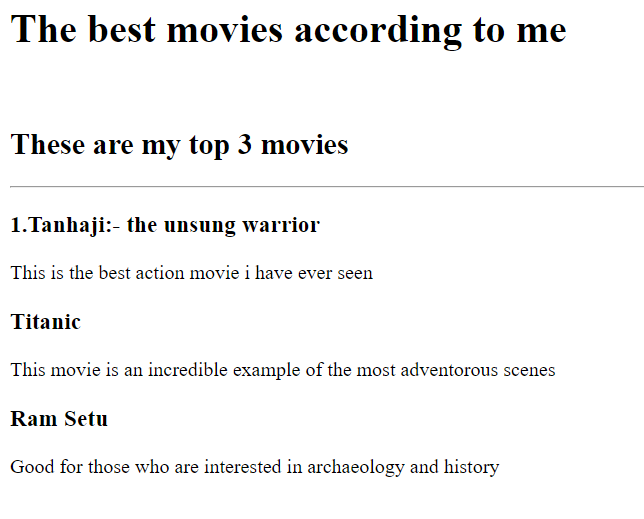 The best movies according to me
These are my top 3 movies
1.Tanhaji:- the unsung warrior
This is the best action movie i have ever seen
Titanic
This movie is an incredible example of the most adventorous scenes
Ram Setu
Good for those who are interested in archaeology and history